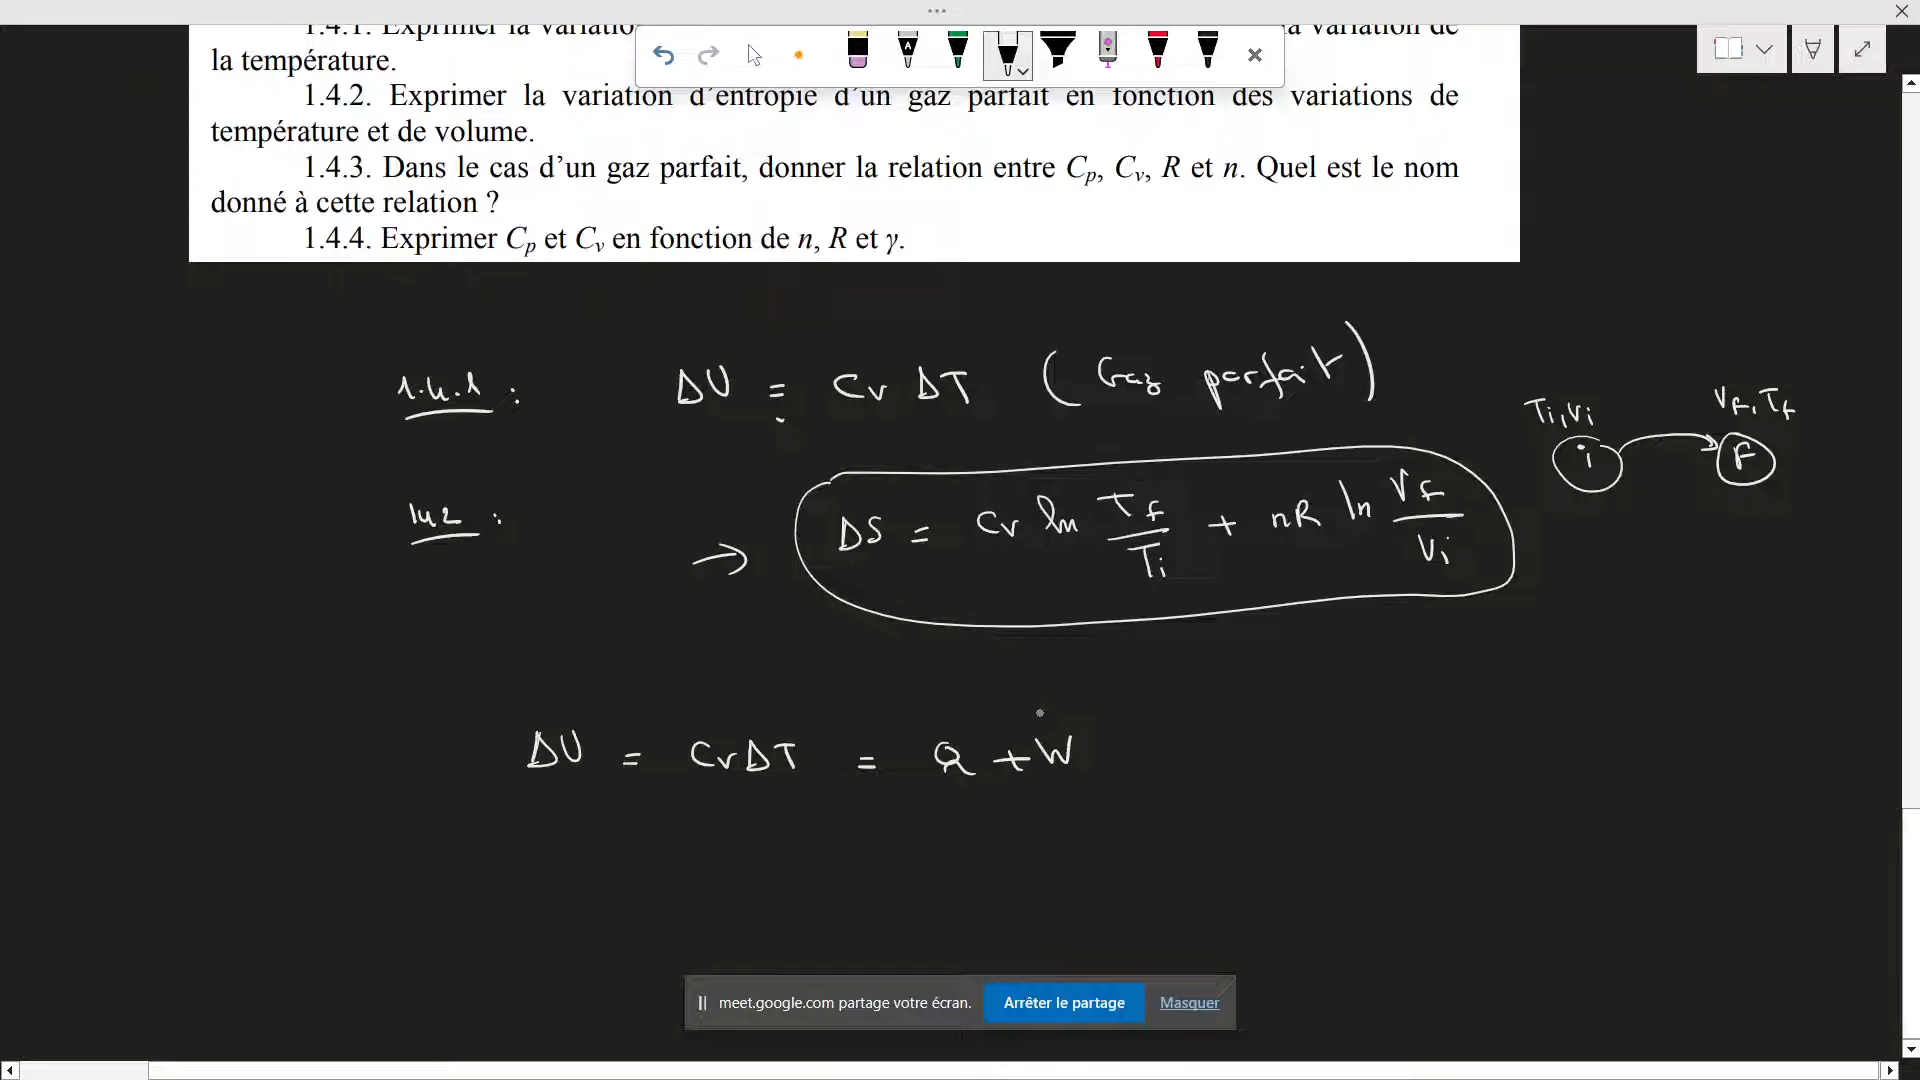 la température.
1.4.2. Exprimer la variation d'entropie d'un gaz parfait en fonction des variations de
température et de volume.
1.4.3. Dans le cas d'un gaz parfait, donner la relation entre Cp, Cv, R et n. Quel est le nom
donné à cette relation ?
1.4.4. Exprimer Cp et Cv en fonction de n, R et γ.
1.4.1 : ΔU = Cv ΔT (Gaz parfait)
Ti, Vi Vf, Tf
i F
142 : → ΔS = Cv ln Tf/Ti + nR ln Vf/Vi
ΔU = CvΔT = Q + W
meet.google.com partage votre écran. Arrêter le partage Masquer